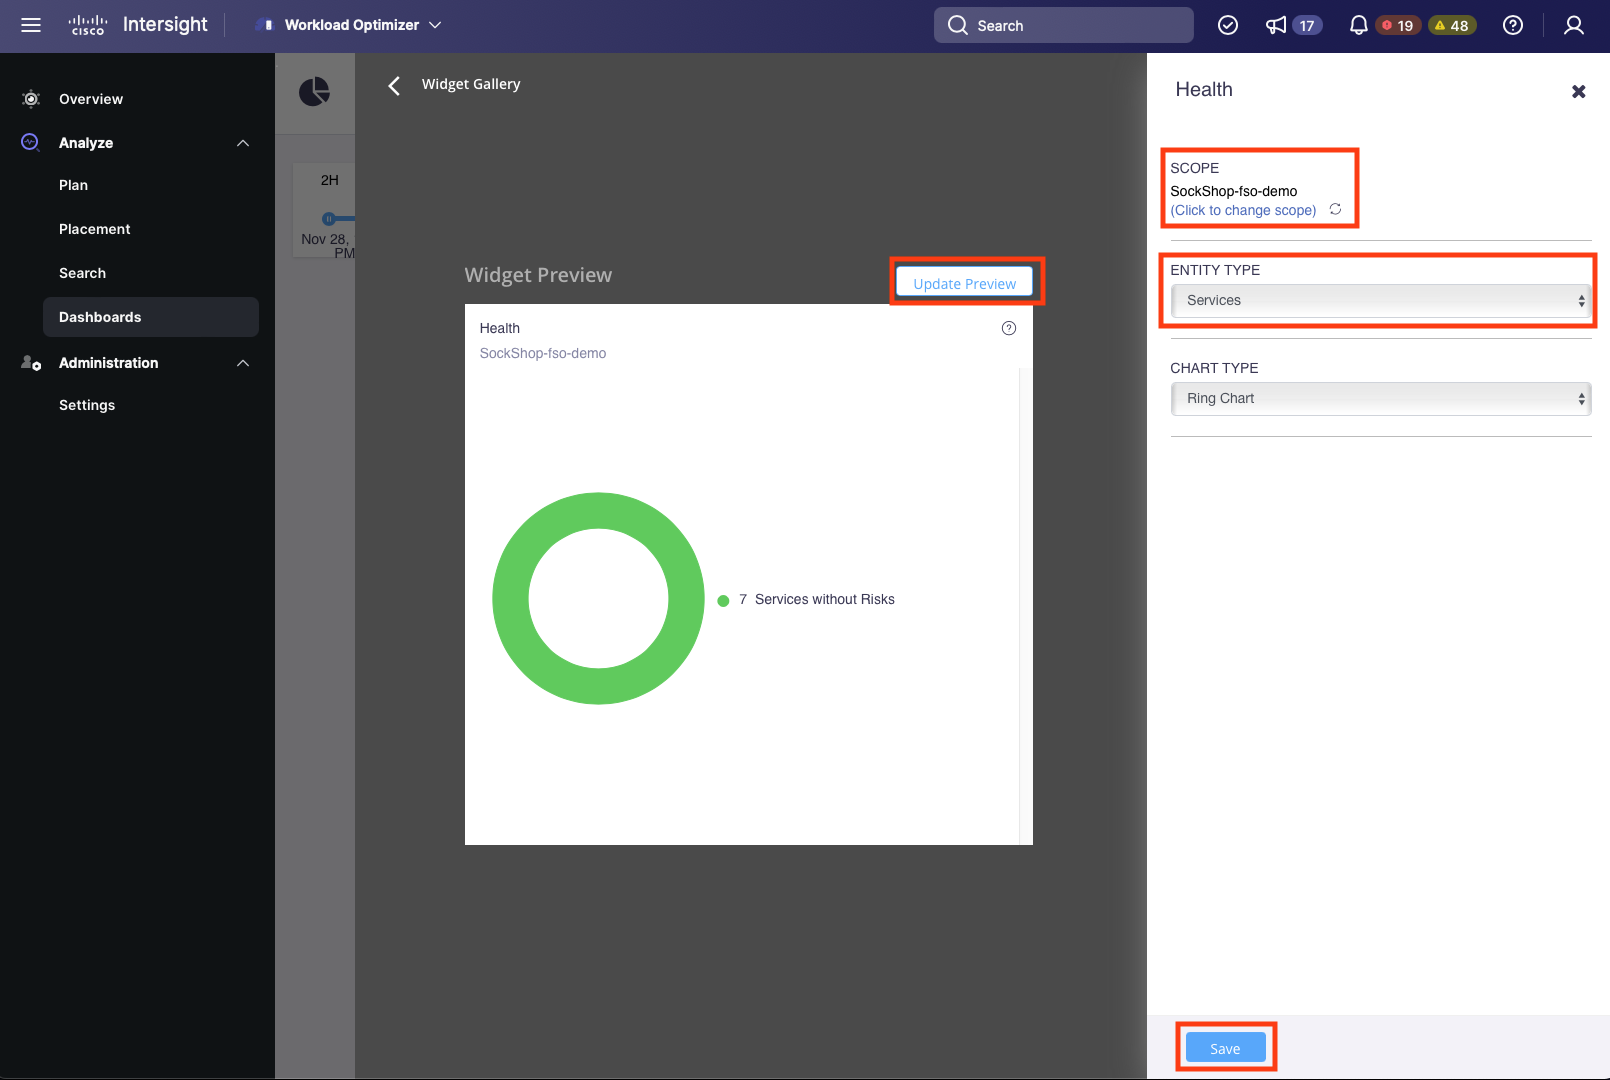 cisco Intersight Workload Optimizer Search 17 19 48
Overview
Analyze
Plan
Placement
Search
Dashboards
Administration
Settings
2H
Nov 28,
PM
Widget Gallery
Widget Preview
Update Preview
Health
SockShop-fso-demo
7 Services without Risks
Health
SCOPE
SockShop-fso-demo
(Click to change scope)
ENTITY TYPE
Services
CHART TYPE
Ring Chart
Save